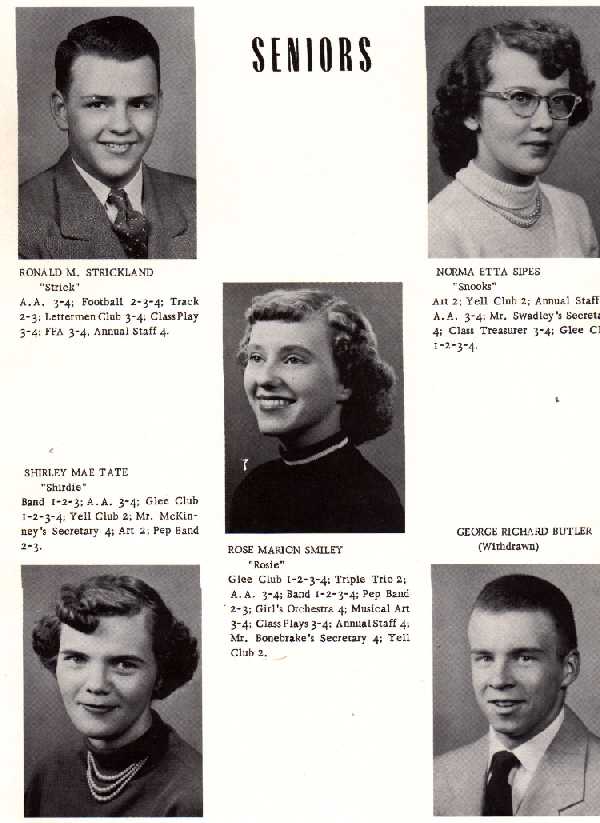 SENIORS
RONALD M. STRICKLAND
"Strick"
A.A. 3-4; Football 2-3-4; Track
2-3; Lettermen Club 3-4; Class Play
3-4; FFA 3-4, Annual Staff 4.
NORMA ETTA SIPES
"Snooks"
Art 2; Yell Club 2; Annual Staff
A.A. 3-4; Mr. Swadley's Secreta
4; Class Treasurer 3-4; Glee Cl
1-2-3-4.
SHIRLEY MAE TATE
"Shirdie"
Band 1-2-3; A.A. 3-4; Glee Club
1-2-3-4; Yell Club 2; Mr. McKin-
ney's Secretary 4; Art 2; Pep Band
2-3.
ROSE MARION SMILEY
"Rosie"
Glee Club 1-2-3-4; Triple Trio 2;
A.A. 3-4; Band 1-2-3-4; Pep Band
2-3; Girl's Orchestra 4; Musical Art
3-4; Class Plays 3-4; Annual Staff 4;
Mr. Bonebrake's Secretary 4; Yell
Club 2.
GEORGE RICHARD BUTLER
(Withdrawn)